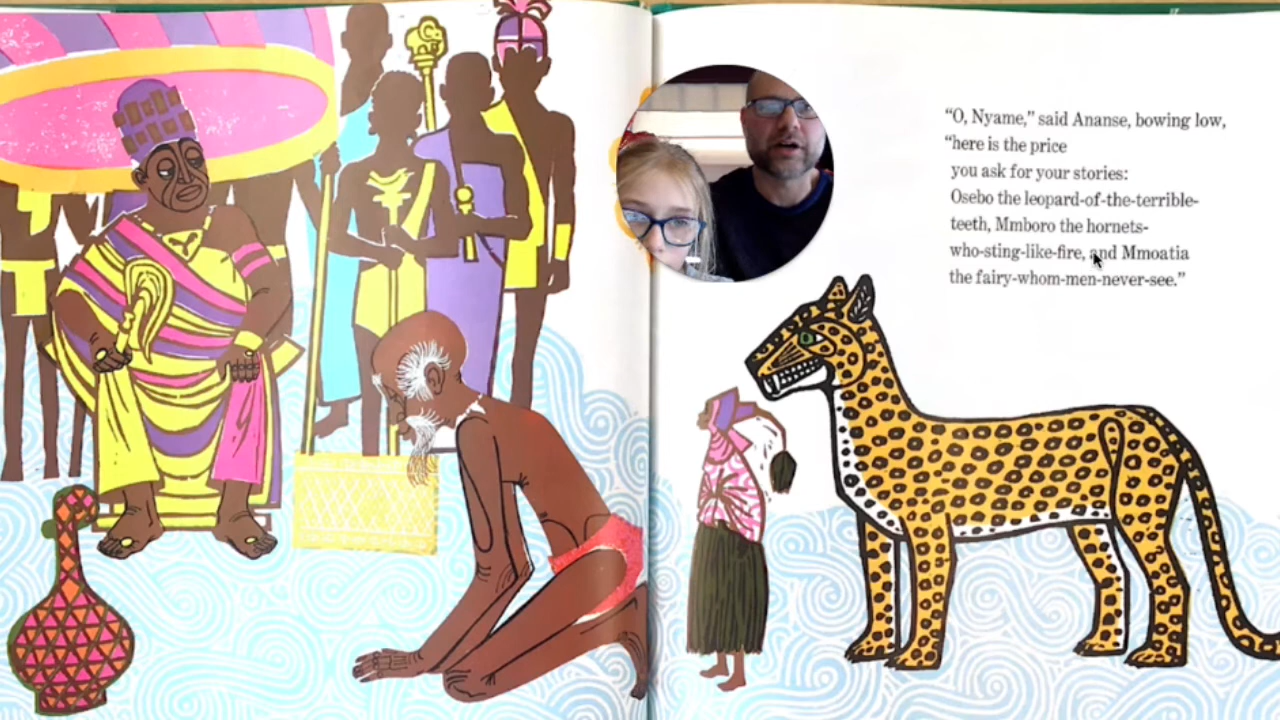 “O, Nyame,” said Ananse, bowing low,
“here is the price
you ask for your stories:
Osebo the leopard-of-the-terrible-
teeth, Mmboro the hornets-
who-sting-like-fire, and Mmoatia
the fairy-whom-men-never-see.”